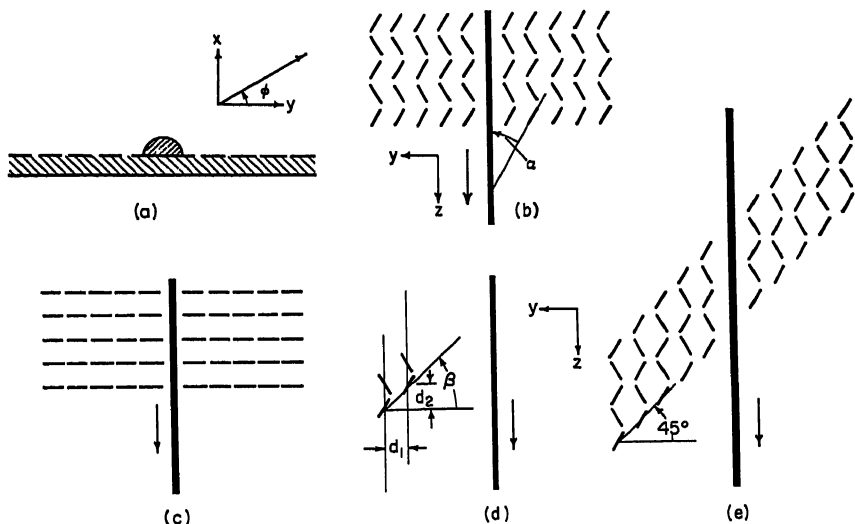 x
ϕ
y
(a)
y
z
α
(b)
(c)
y
z
β
d₂
d₁
(d)
45°
(e)